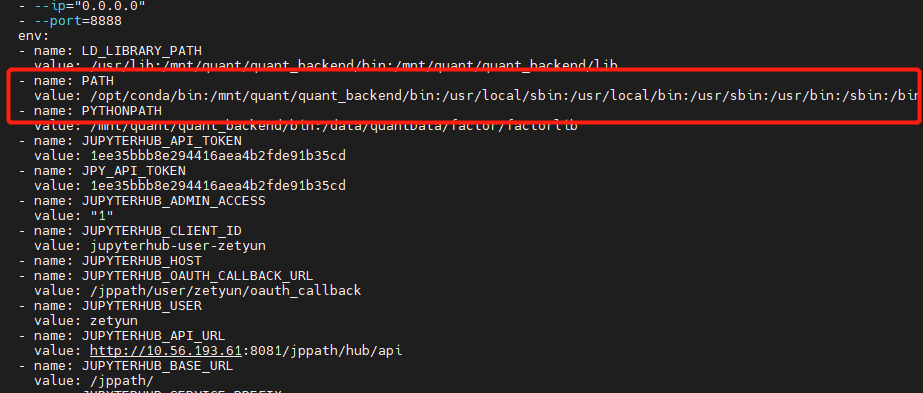 - --ip="0.0.0.0"
- --port=8888
env:
- name: LD_LIBRARY_PATH
value: /usr/lib:/mnt/quant/quant_backend/bin:/mnt/quant/quant_backend/lib
- name: PATH
value: /opt/conda/bin:/mnt/quant/quant_backend/bin:/usr/local/sbin:/usr/local/bin:/usr/sbin:/usr/bin:/sbin:/bin
- name: PYTHONPATH
value: /mnt/quant/quant_backend/bin:/data/quantData/factor/factorlib
- name: JUPYTERHUB_API_TOKEN
value: 1ee35bbb8e294416aea4b2fde91b35cd
- name: JPY_API_TOKEN
value: 1ee35bbb8e294416aea4b2fde91b35cd
- name: JUPYTERHUB_ADMIN_ACCESS
value: "1"
- name: JUPYTERHUB_CLIENT_ID
value: jupyterhub-user-zetyun
- name: JUPYTERHUB_HOST
- name: JUPYTERHUB_OAUTH_CALLBACK_URL
value: /jppath/user/zetyun/oauth_callback
- name: JUPYTERHUB_USER
value: zetyun
- name: JUPYTERHUB_API_URL
value: http://10.56.193.61:8081/jppath/hub/api
- name: JUPYTERHUB_BASE_URL
value: /jppath/